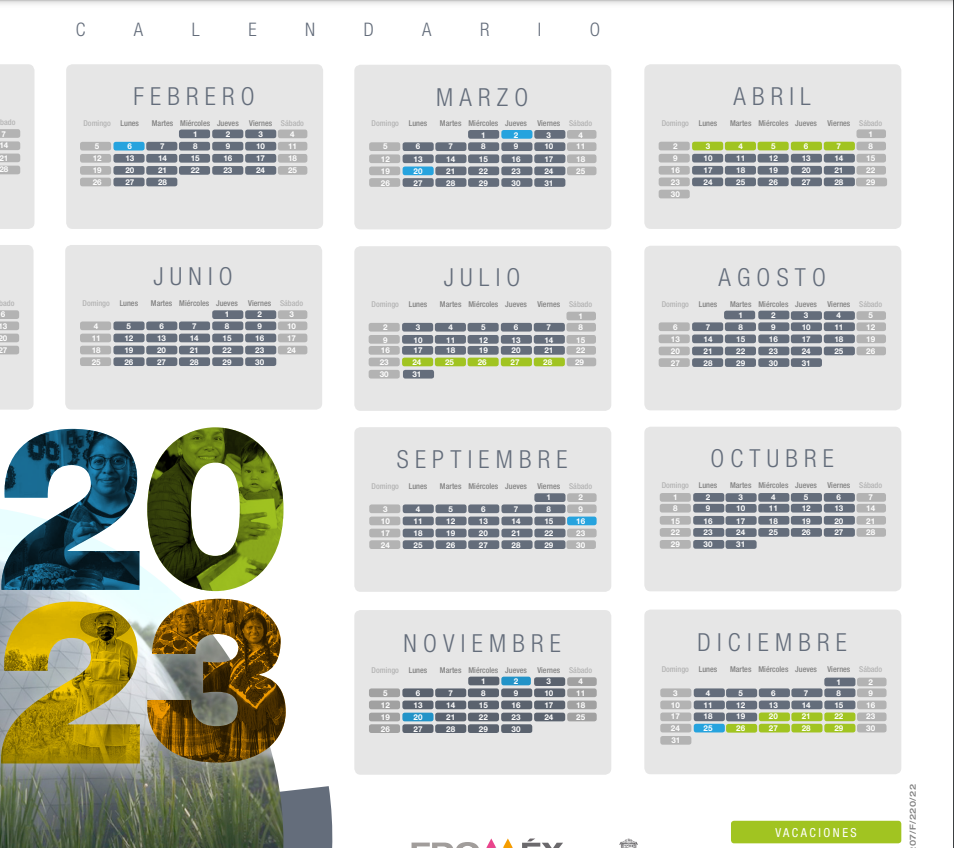 CALENDARIO
bado
7
14
21
28
FEBRERO
Domingo Lunes Martes Miércoles Jueves Viernes Sábado
1 2 3 4
5 6 7 8 9 10 11
12 13 14 15 16 17 18
19 20 21 22 23 24 25
26 27 28
MARZO
Domingo Lunes Martes Miércoles Jueves Viernes Sábado
1 2 3 4
5 6 7 8 9 10 11
12 13 14 15 16 17 18
19 20 21 22 23 24 25
26 27 28 29 30 31
ABRIL
Domingo Lunes Martes Miércoles Jueves Viernes Sábado
1
2 3 4 5 6 7 8
9 10 11 12 13 14 15
16 17 18 19 20 21 22
23 24 25 26 27 28 29
30
bado
6
13
20
27
JUNIO
Domingo Lunes Martes Miércoles Jueves Viernes Sábado
1 2 3
4 5 6 7 8 9 10
11 12 13 14 15 16 17
18 19 20 21 22 23 24
25 26 27 28 29 30
JULIO
Domingo Lunes Martes Miércoles Jueves Viernes Sábado
1
2 3 4 5 6 7 8
9 10 11 12 13 14 15
16 17 18 19 20 21 22
23 24 25 26 27 28 29
30 31
AGOSTO
Domingo Lunes Martes Miércoles Jueves Viernes Sábado
1 2 3 4 5
6 7 8 9 10 11 12
13 14 15 16 17 18 19
20 21 22 23 24 25 26
27 28 29 30 31
20
23
SEPTIEMBRE
Domingo Lunes Martes Miércoles Jueves Viernes Sábado
1 2
3 4 5 6 7 8 9
10 11 12 13 14 15 16
17 18 19 20 21 22 23
24 25 26 27 28 29 30
OCTUBRE
Domingo Lunes Martes Miércoles Jueves Viernes Sábado
1 2 3 4 5 6 7
8 9 10 11 12 13 14
15 16 17 18 19 20 21
22 23 24 25 26 27 28
29 30 31
NOVIEMBRE
Domingo Lunes Martes Miércoles Jueves Viernes Sábado
1 2 3 4
5 6 7 8 9 10 11
12 13 14 15 16 17 18
19 20 21 22 23 24 25
26 27 28 29 30
DICIEMBRE
Domingo Lunes Martes Miércoles Jueves Viernes Sábado
1 2
3 4 5 6 7 8 9
10 11 12 13 14 15 16
17 18 19 20 21 22 23
24 25 26 27 28 29 30
31
VACACIONES
07/F/220/22